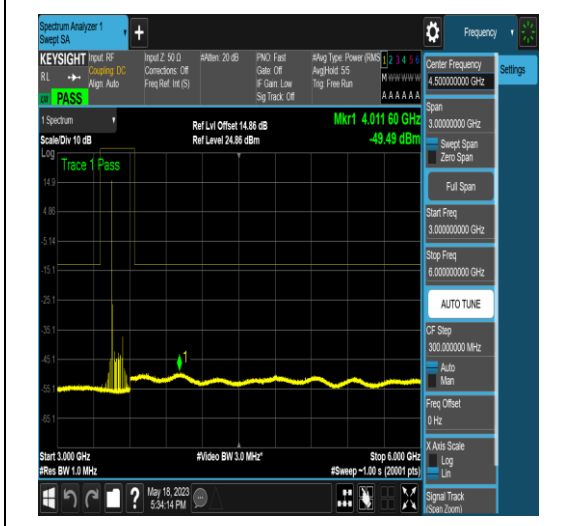 Spectrum Analyzer 1
Swept SA
+
Frequency
KEYSIGHT
RL
PASS
Input: RF
Coupling: DC
Align: Auto
Input Z: 50 Ω
Corrections: Off
Freq Ref: Int (S)
#Atten: 20 dB
PNO: Fast
Gate: Off
IF Gain: Low
Sig Track: Off
#Avg Type: Power (RMS
Avg|Hold: 5/5
Trig: Free Run
1 2 3 4 5 6
M W W W W W
A A A A A A
1 Spectrum
Scale/Div 10 dB
Log
Ref Lvl Offset 14.86 dB
Ref Level 24.86 dBm
Mkr1 4.011 60 GHz
-49.49 dBm
Trace 1 Pass
14.9
4.86
-5.14
-15.1
-25.1
-35.1
-45.1
-55.1
-65.1
1
Start 3.000 GHz
#Res BW 1.0 MHz
#Video BW 3.0 MHz*
Stop 6.000 GHz
#Sweep ~1.00 s (20001 pts)
?
May 18, 2023
5:34:14 PM
Center Frequency
4.500000000 GHz
Settings
Span
3.00000000 GHz
Swept Span
Zero Span
Full Span
Start Freq
3.000000000 GHz
Stop Freq
6.000000000 GHz
AUTO TUNE
CF Step
300.000000 MHz
Auto
Man
Freq Offset
0 Hz
X Axis Scale
Log
Lin
Signal Track
(Span Zoom)